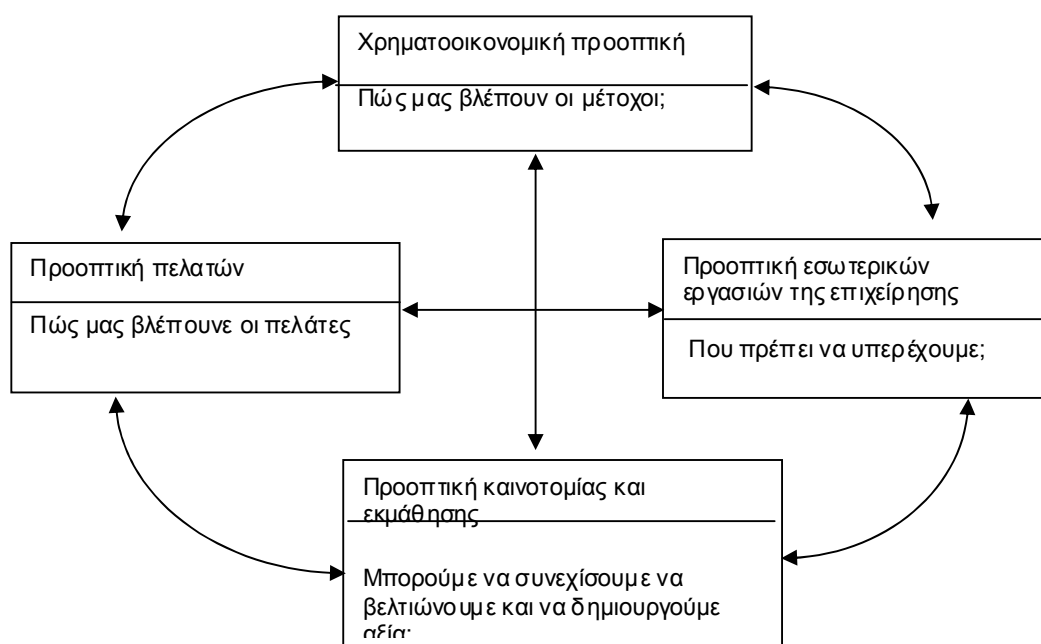 Χρηματοοικονομική προοπτική
Πώς μας βλέπουν οι μέτοχοι;
Προοπτική πελατών
Πώς μας βλέπουνε οι πελάτες
Προοπτική εσωτερικών
εργασιών της επιχείρησης
Που πρέπει να υπερέχουμε;
Προοπτική καινοτομίας και
εκμάθησης
Μπορούμε να συνεχίσουμε να
βελτιώνουμε και να δημιουργούμε
αξία;